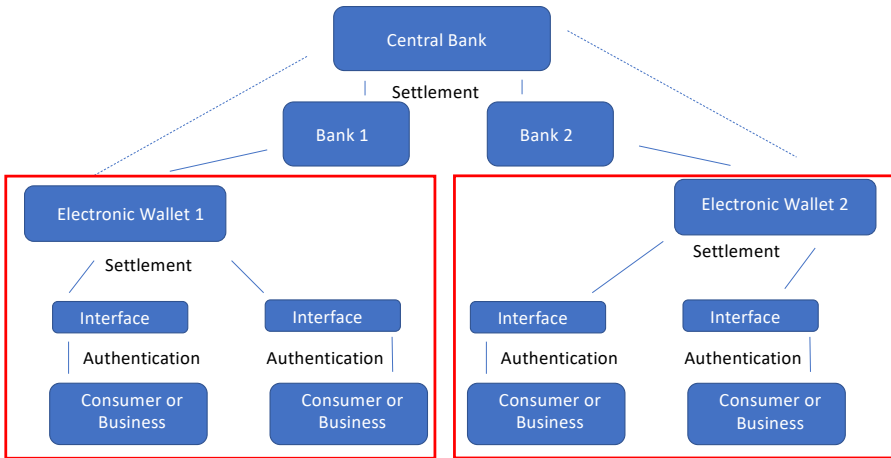 Central Bank
Settlement
Bank 1
Bank 2
Electronic Wallet 1
Electronic Wallet 2
Settlement
Settlement
Interface
Interface
Interface
Interface
Authentication
Authentication
Authentication
Authentication
Consumer or
Business
Consumer or
Business
Consumer or
Business
Consumer or
Business